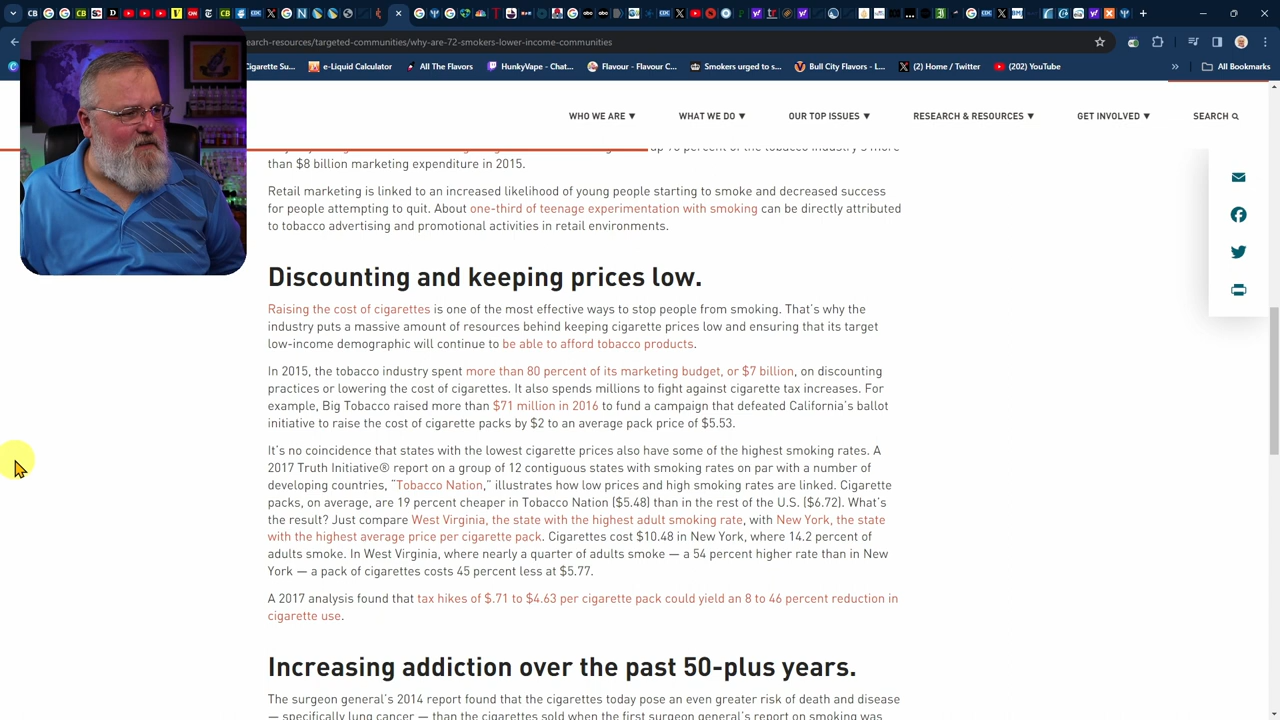 earch-resources/targeted-communities/why-are-72-smokers-lower-income-communities
igarette Su... e-Liquid Calculator All The Flavors HunkyVape - Chat... Flavour - Flavour C... Smokers urged to s... Bull City Flavors – L... (2) Home / Twitter (202) YouTube » All Bookmarks
WHO WE ARE ▼ WHAT WE DO ▼ OUR TOP ISSUES ▼ RESEARCH & RESOURCES ▼ GET INVOLVED ▼ SEARCH
than $8 billion marketing expenditure in 2015.
Retail marketing is linked to an increased likelihood of young people starting to smoke and decreased success
for people attempting to quit. About one-third of teenage experimentation with smoking can be directly attributed
to tobacco advertising and promotional activities in retail environments.
Discounting and keeping prices low.
Raising the cost of cigarettes is one of the most effective ways to stop people from smoking. That's why the
industry puts a massive amount of resources behind keeping cigarette prices low and ensuring that its target
low-income demographic will continue to be able to afford tobacco products.
In 2015, the tobacco industry spent more than 80 percent of its marketing budget, or $7 billion, on discounting
practices or lowering the cost of cigarettes. It also spends millions to fight against cigarette tax increases. For
example, Big Tobacco raised more than $71 million in 2016 to fund a campaign that defeated California's ballot
initiative to raise the cost of cigarette packs by $2 to an average pack price of $5.53.
It's no coincidence that states with the lowest cigarette prices also have some of the highest smoking rates. A
2017 Truth Initiative® report on a group of 12 contiguous states with smoking rates on par with a number of
developing countries, "Tobacco Nation," illustrates how low prices and high smoking rates are linked. Cigarette
packs, on average, are 19 percent cheaper in Tobacco Nation ($5.48) than in the rest of the U.S. ($6.72). What's
the result? Just compare West Virginia, the state with the highest adult smoking rate, with New York, the state
with the highest average price per cigarette pack. Cigarettes cost $10.48 in New York, where 14.2 percent of
adults smoke. In West Virginia, where nearly a quarter of adults smoke — a 54 percent higher rate than in New
York — a pack of cigarettes costs 45 percent less at $5.77.
A 2017 analysis found that tax hikes of $.71 to $4.63 per cigarette pack could yield an 8 to 46 percent reduction in
cigarette use.
Increasing addiction over the past 50-plus years.
The surgeon general's 2014 report found that the cigarettes today pose an even greater risk of death and disease
— specifically lung cancer — than the cigarettes sold when the first surgeon general's report on smoking was